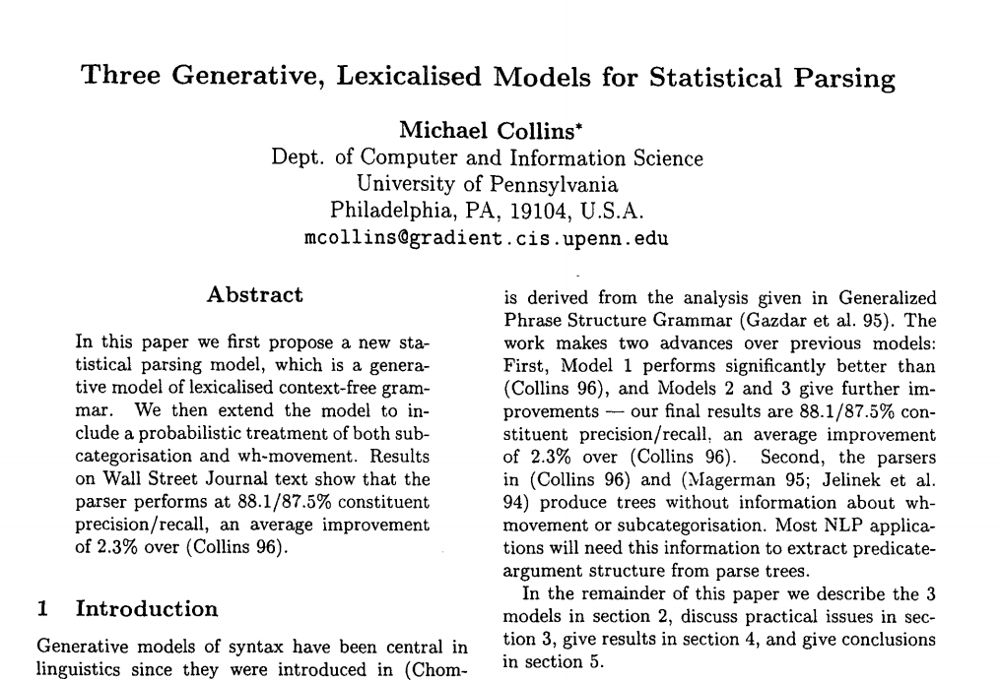 Three Generative, Lexicalised Models for Statistical Parsing
Michael Collins*
Dept. of Computer and Information Science
University of Pennsylvania
Philadelphia, PA, 19104, U.S.A.
mcollins@gradient.cis.upenn.edu
Abstract
In this paper we first propose a new sta-
tistical parsing model, which is a genera-
tive model of lexicalised context-free gram-
mar. We then extend the model to in-
clude a probabilistic treatment of both sub-
categorisation and wh-movement. Results
on Wall Street Journal text show that the
parser performs at 88.1/87.5% constituent
precision/recall, an average improvement
of 2.3% over (Collins 96).
1 Introduction
Generative models of syntax have been central in
linguistics since they were introduced in (Chom-
is derived from the analysis given in Generalized
Phrase Structure Grammar (Gazdar et al. 95). The
work makes two advances over previous models:
First, Model 1 performs significantly better than
(Collins 96), and Models 2 and 3 give further im-
provements — our final results are 88.1/87.5% con-
stituent precision/recall, an average improvement
of 2.3% over (Collins 96). Second, the parsers
in (Collins 96) and (Magerman 95; Jelinek et al.
94) produce trees without information about wh-
movement or subcategorisation. Most NLP applica-
tions will need this information to extract predicate-
argument structure from parse trees.
In the remainder of this paper we describe the 3
models in section 2, discuss practical issues in sec-
tion 3, give results in section 4, and give conclusions
in section 5.